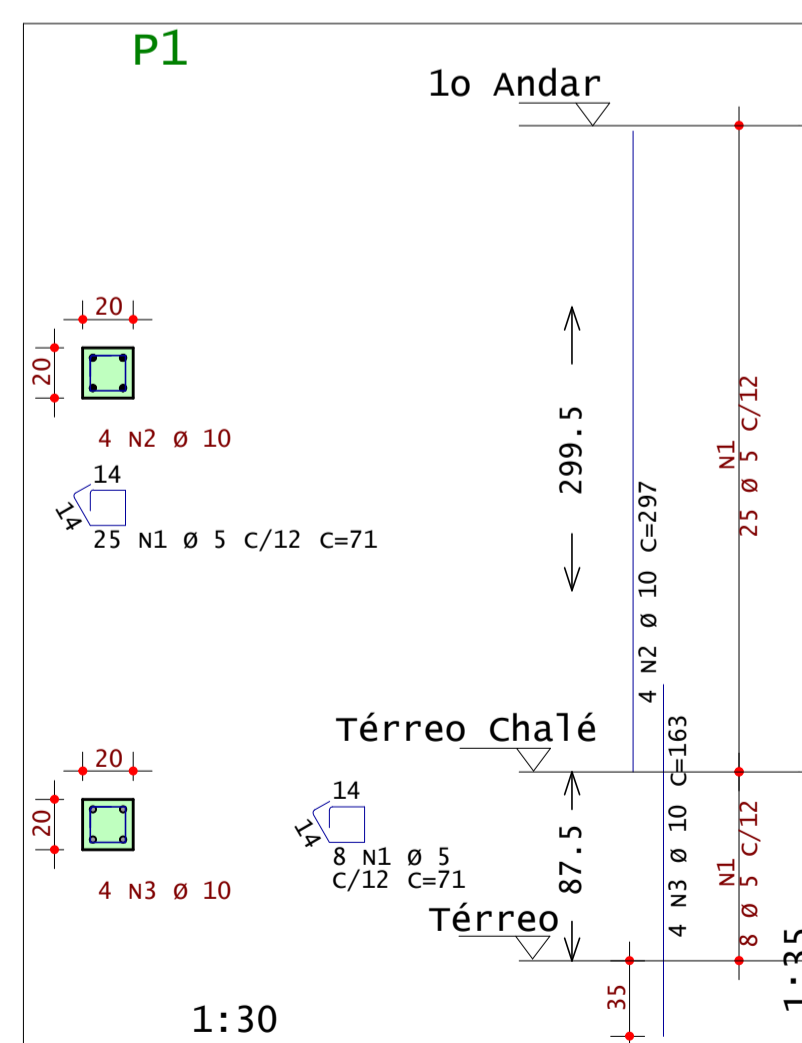 P1
1o Andar
20
20
4 N2 Ø 10
14
14
25 N1 Ø 5 C/12 C=71
299.5
4 N2 Ø 10 C=297
N1
25 Ø 5 C/12
Térreo Chalé
20
20
4 N3 Ø 10
14
14
8 N1 Ø 5
C/12 C=71
87.5
4 N3 Ø 10 C=163
N1
8 Ø 5 C/12
Térreo
35
1:35
1:30